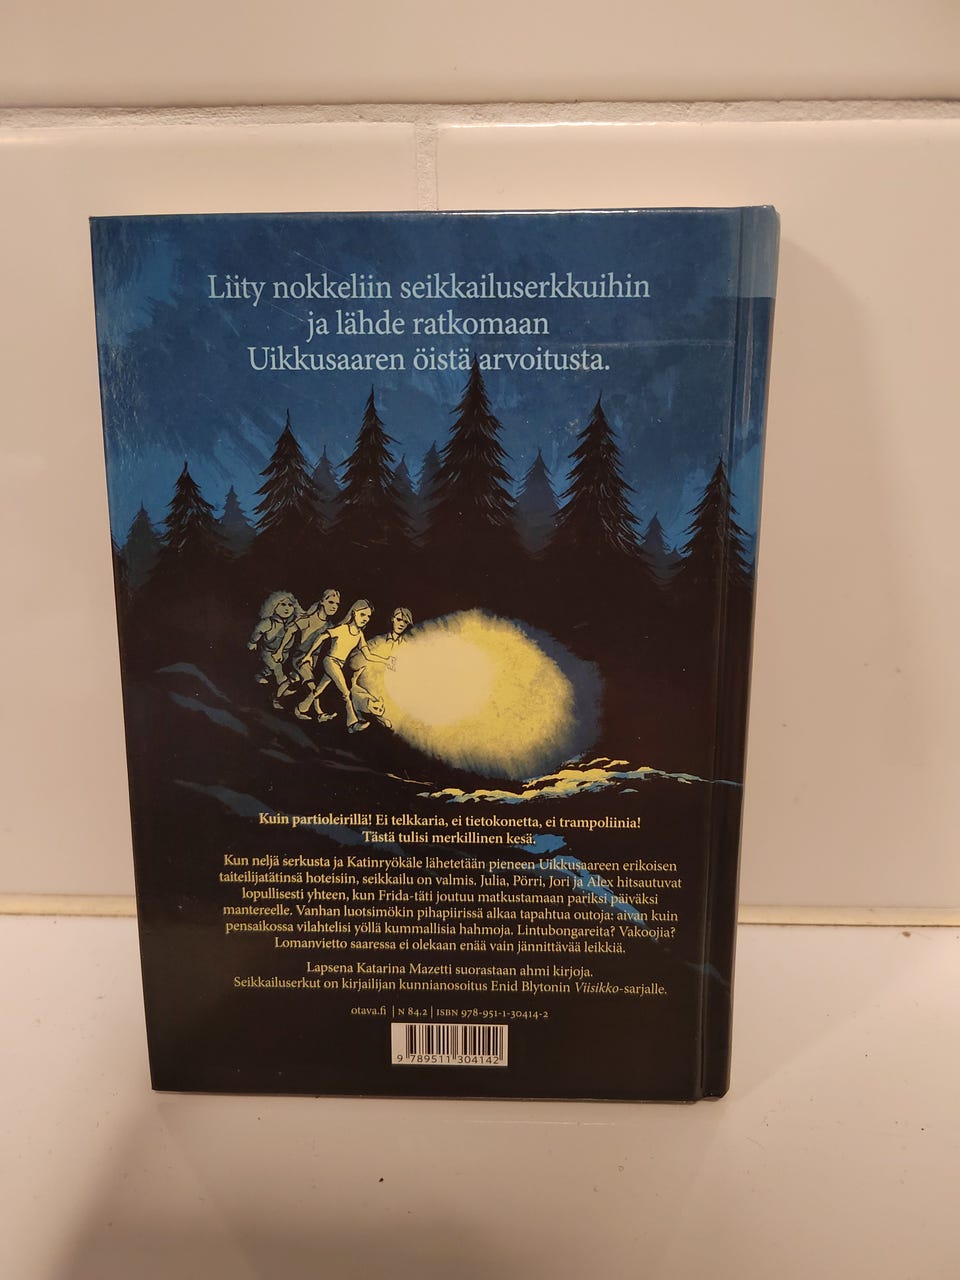 Liity nokkeliin seikkailuserkkuihin
ja lähde ratkomaan
Uikkusaaren öistä arvoitusta.
Kuin partioleirillä! Ei telkkaria, ei tietokonetta, ei trampoliinia!
Tästä tulisi merkillinen kesä.
Kun neljä serkusta ja Katinryökäle lähetetään pieneen Uikkusaareen erikoisen
taiteilijatätinsä hoteisiin, seikkailu on valmis. Julia, Pörri, Jori ja Alex hitsautuvat
lopullisesti yhteen, kun Frida-täti joutuu matkustamaan pariksi päiväksi
mantereelle. Vanhan luotsimökin pihapiirissä alkaa tapahtua outoja: aivan kuin
pensaikossa vilahtelisi yöllä kummallisia hahmoja. Lintubongareita? Vakoojia?
Lomanvietto saaressa ei olekaan enää vain jännittävää leikkiä.
Lapsena Katarina Mazetti suorastaan ahmi kirjoja.
Seikkailuserkut on kirjailijan kunnianosoitus Enid Blytonin Viisikko-sarjalle.
otava.fi | N 84.2 | ISBN 978-951-1-30414-2
9 789511 304142